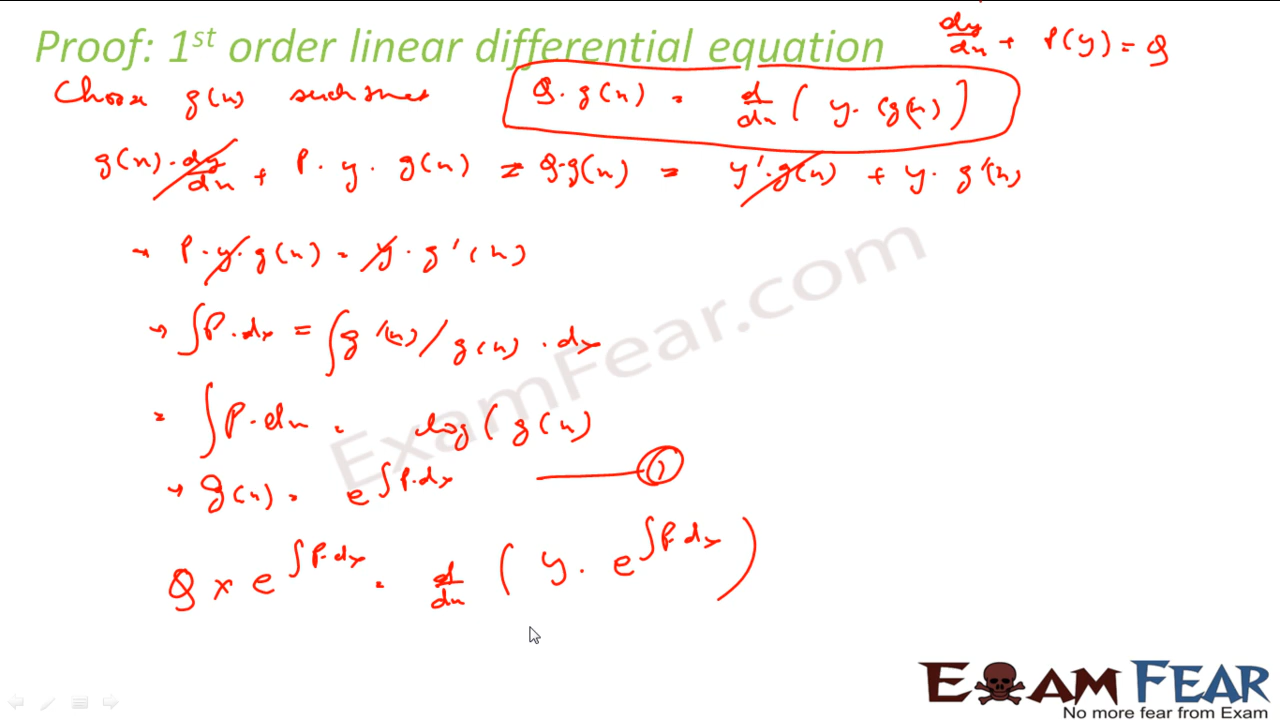 Proof: 1st order linear differential equation
dy/dx + P(y) = Q
Choose g(x) such that
Q · g(x) = d/dx ( y · (g(x) )
g(x) · dy/dx + P · y · g(x) = Q·g(x) = y' · g(x) + y · g'(x)
→ P · y · g(x) = y · g'(x)
→ ∫P·dx = ∫g'(x) / g(x) · dx
= ∫P·dx = log(g(x)
→ g(x) = e^∫P·dx — (1)
Q × e^∫P·dx = d/dx ( y · e^∫P·dx )
ExamFear.com
EXAM FEAR
No more fear from Exam